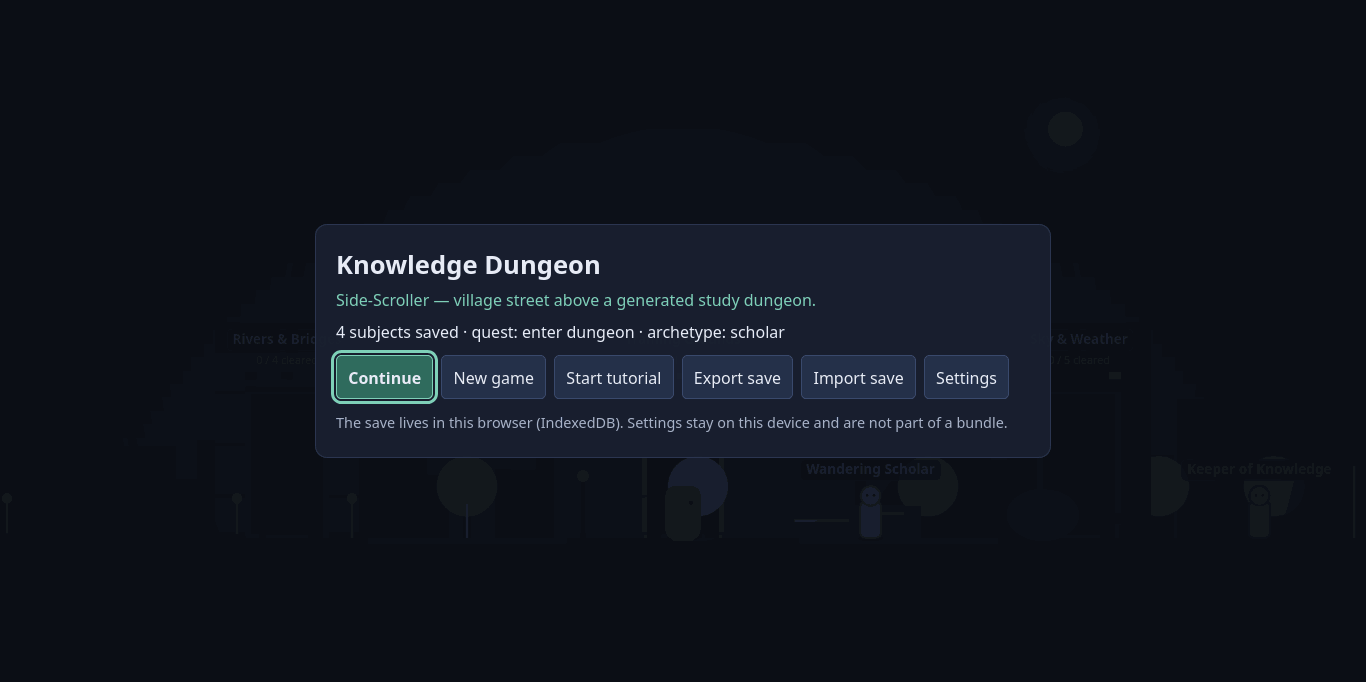 Knowledge Dungeon
Side-Scroller — village street above a generated study dungeon.
4 subjects saved · quest: enter dungeon · archetype: scholar
Rivers &
& Weather
cleared
Continue
New game
Start tutorial
Export save
Import save
Settings
The save lives in this browser (IndexedDB). Settings stay on this device and are not part of a bundle.
Wandering Scholar
Keeper of Knowledge